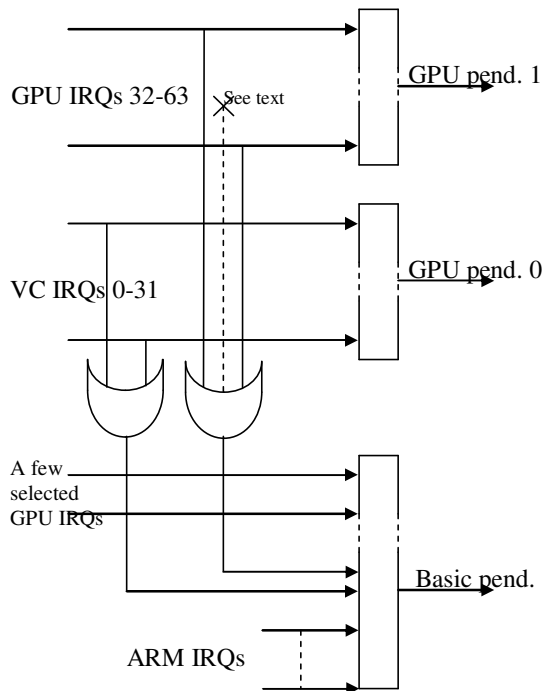 GPU pend. 1
GPU IRQs 32-63
See text
GPU pend. 0
VC IRQs 0-31
A few
selected
GPU IRQs
Basic pend.
ARM IRQs